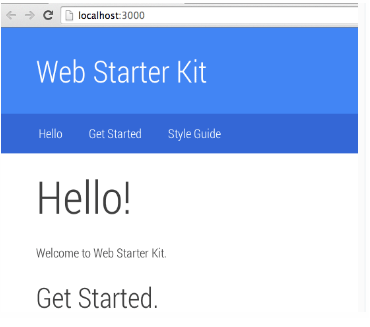 localhost:3000
Web Starter Kit
Hello Get Started Style Guide
Hello!
Welcome to Web Starter Kit.
Get Started.